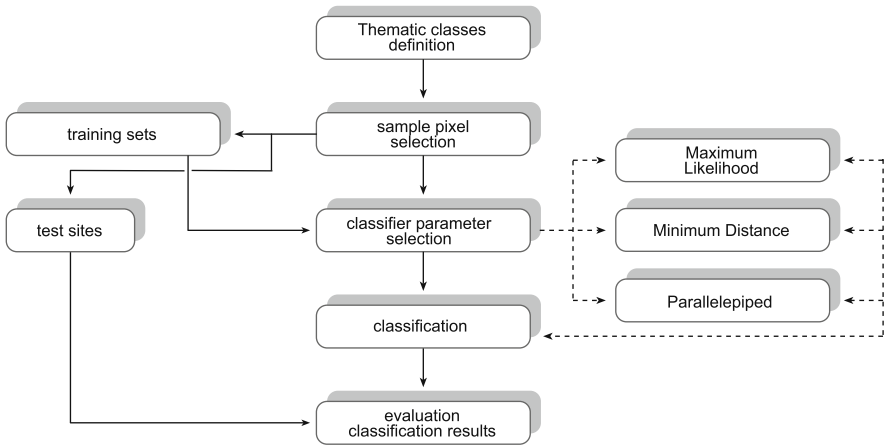 Thematic classes
definition
training sets
sample pixel
selection
Maximum
Likelihood
test sites
classifier parameter
selection
Minimum Distance
Parallelepiped
classification
evaluation
classification results